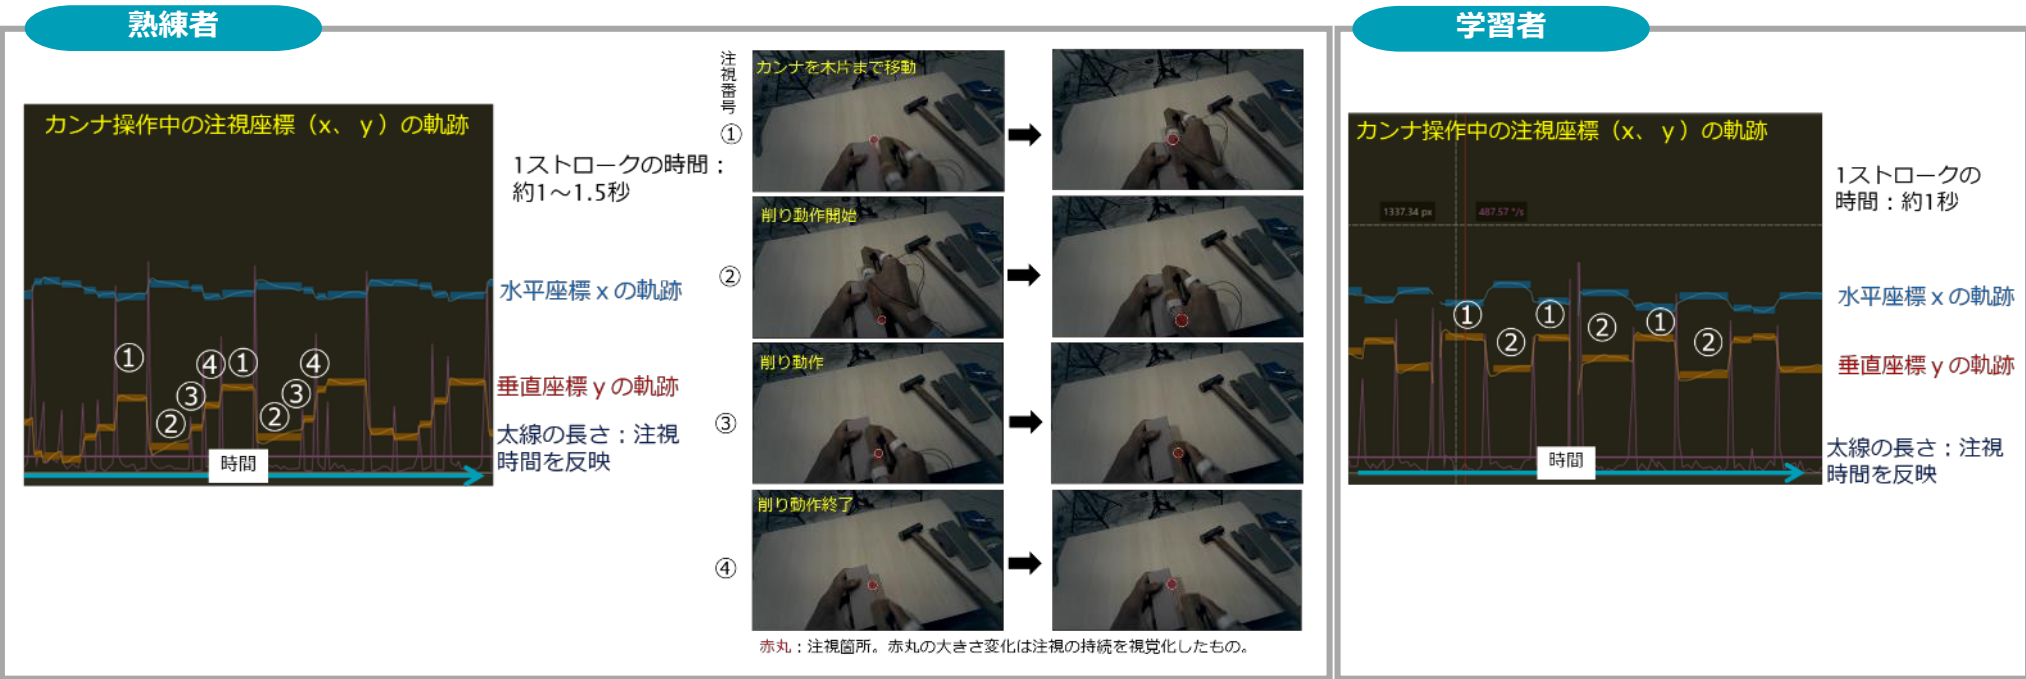 熟練者
カンナ操作中の注視座標（x、y）の軌跡
時間
1ストロークの時間：
約1～1.5秒
水平座標 x の軌跡
垂直座標 y の軌跡
太線の長さ：注視
時間を反映
① ② ③ ④ ① ② ③ ④
注視番号
①
カンナを木片まで移動
②
削り動作開始
③
削り動作
④
削り動作終了
赤丸：注視箇所。赤丸の大きさ変化は注視の持続を視覚化したもの。
学習者
カンナ操作中の注視座標（x、y）の軌跡
1337.34 px
487.57 °/s
① ② ① ② ① ②
時間
1ストロークの
時間：約1秒
水平座標 x の軌跡
垂直座標 y の軌跡
太線の長さ：注視
時間を反映